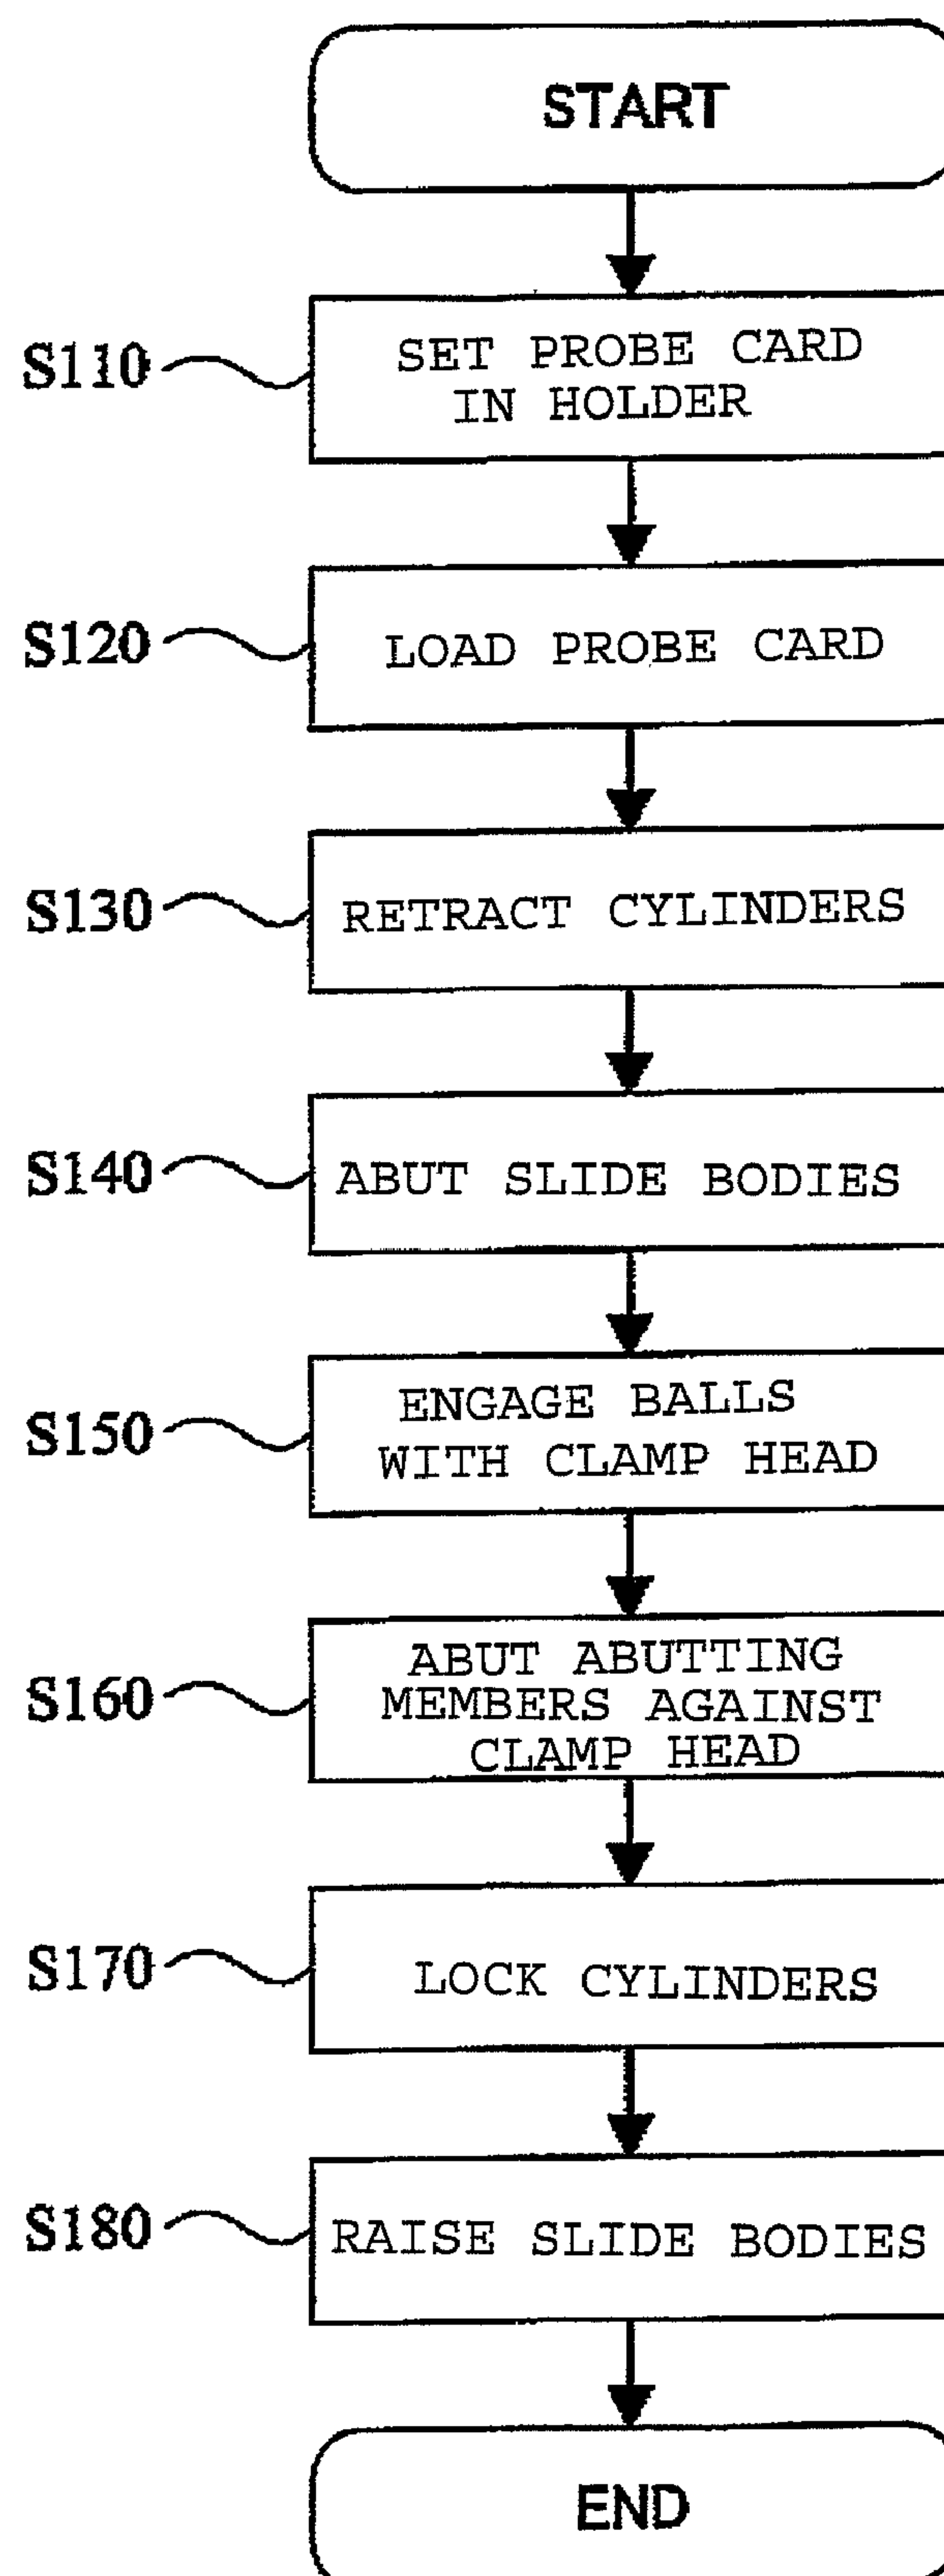 START
S110
SET PROBE CARD
IN HOLDER
S120
LOAD PROBE CARD
S130
RETRACT CYLINDERS
S140
ABUT SLIDE BODIES
S150
ENGAGE BALLS
WITH CLAMP HEAD
S160
ABUT ABUTTING
MEMBERS AGAINST
CLAMP HEAD
S170
LOCK CYLINDERS
S180
RAISE SLIDE BODIES
END